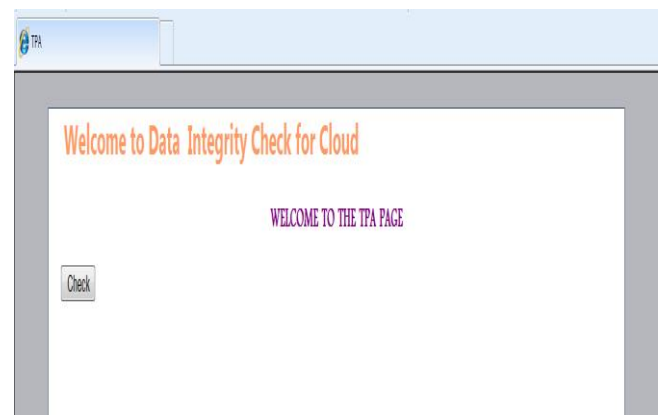 TPA
Welcome to Data Integrity Check for Cloud
WELCOME TO THE TPA PAGE
Check